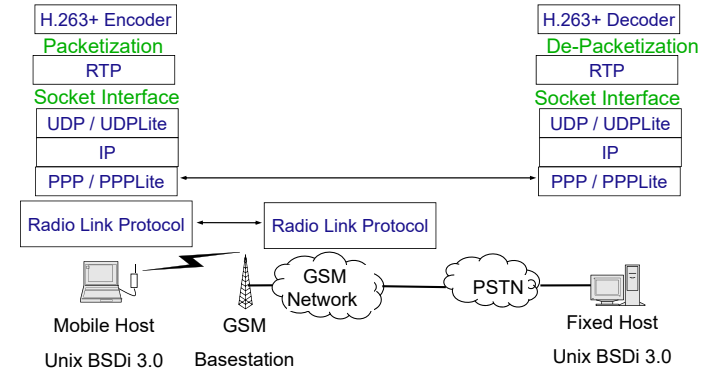 H.263+ Encoder
H.263+ Decoder
Packetization
De-Packetization
RTP
RTP
Socket Interface
Socket Interface
UDP / UDPLite
UDP / UDPLite
IP
IP
PPP / PPPLite
PPP / PPPLite
Radio Link Protocol
Radio Link Protocol
GSM
Network
PSTN
Mobile Host
GSM
Fixed Host
Unix BSDi 3.0
Basestation
Unix BSDi 3.0